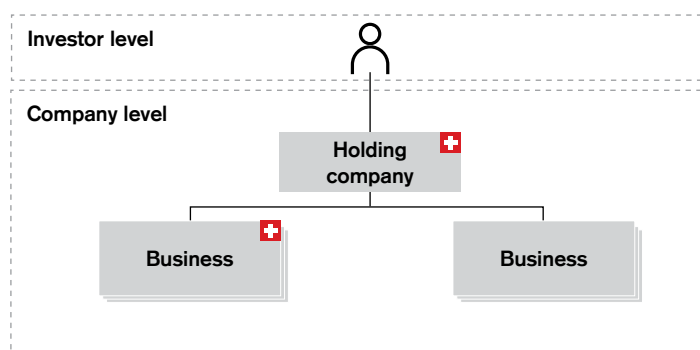 Investor level
Company level
Holding
company
Business
Business